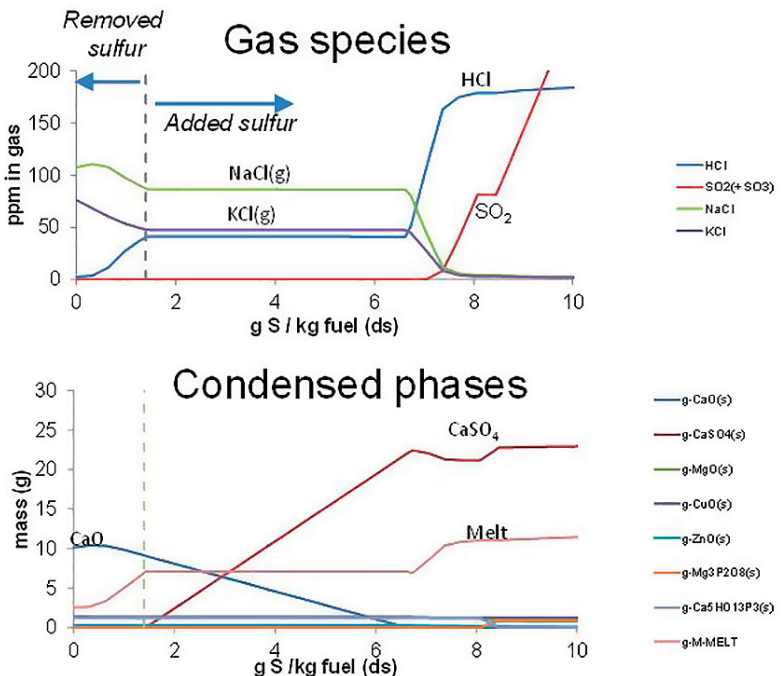 Removed
sulfur
Gas species
200
150
100
50
0
ppm in gas
Added sulfur
HCl
NaCl(g)
KCl(g)
SO2
0 2 4 6 8 10
g S / kg fuel (ds)
HCl
SO2(+SO3)
NaCl
KCl
Condensed phases
30
25
20
15
10
5
0
mass (g)
CaO
CaSO4
Melt
0 2 4 6 8 10
g S /kg fuel (ds)
g-CaO(s)
g-CaSO4(s)
g-MgO(s)
g-CuO(s)
g-ZnO(s)
g-Mg3P2O8(s)
g-Ca5HO13P3(s)
g-M-MELT